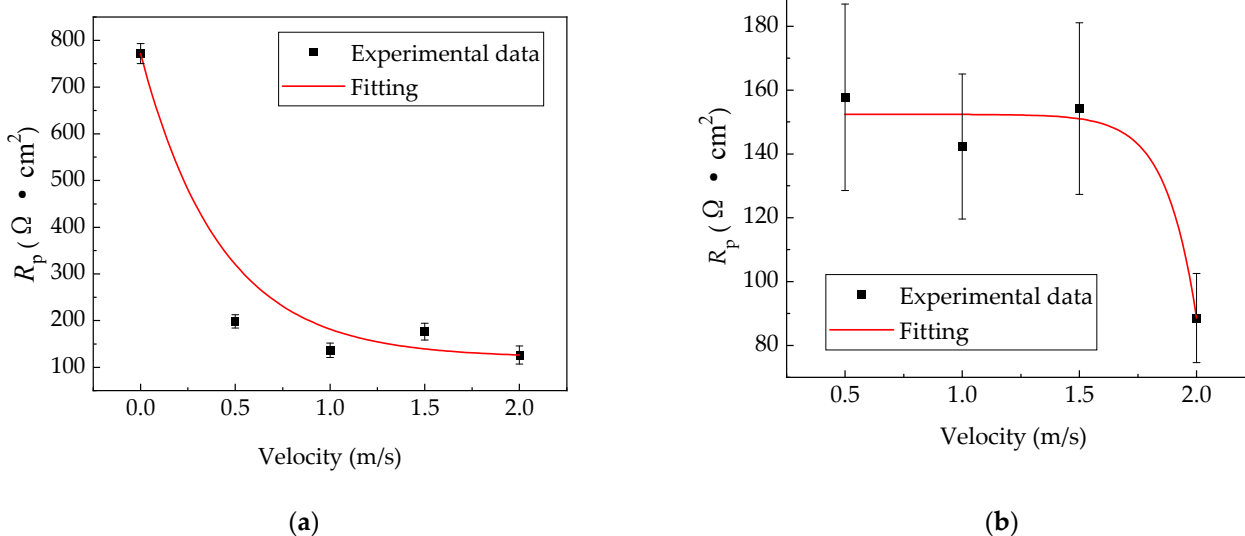 800
700
600
500
400
300
200
100
R_p ( Ω • cm²)
Experimental data
Fitting
0.0 0.5 1.0 1.5 2.0
Velocity (m/s)
(a)
180
160
140
120
100
80
R_p ( Ω • cm²)
Experimental data
Fitting
0.5 1.0 1.5 2.0
Velocity (m/s)
(b)